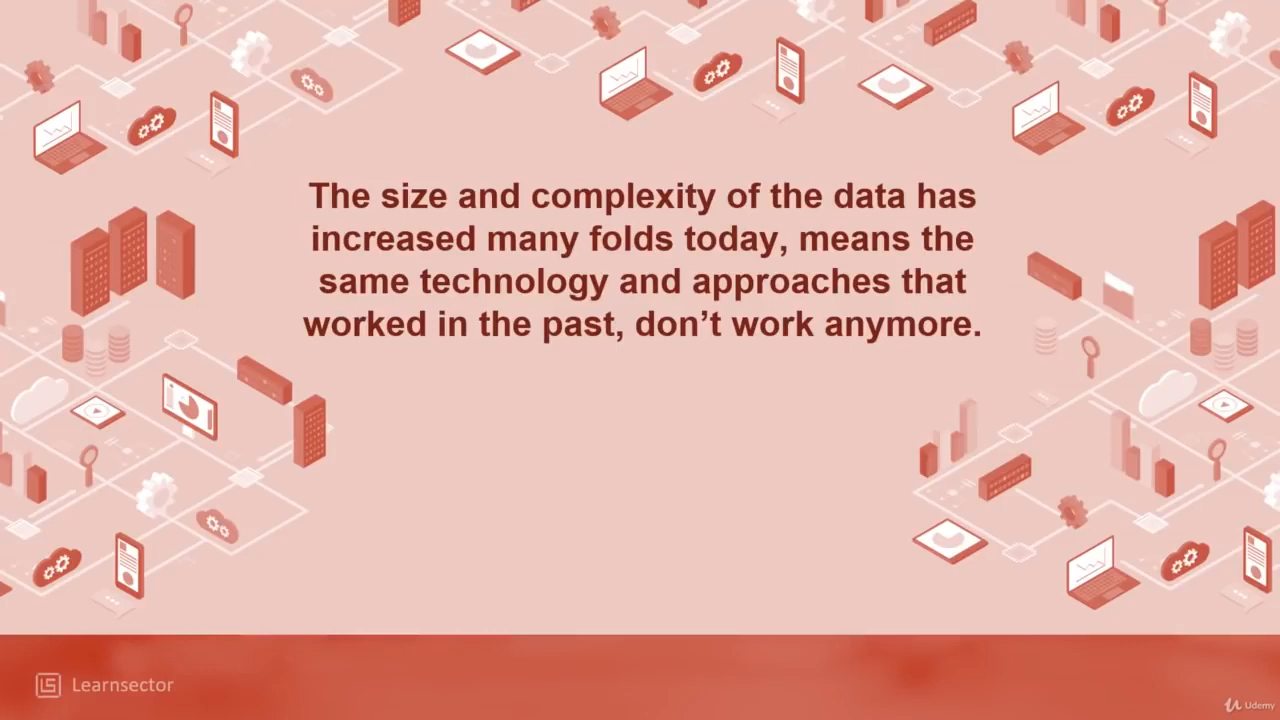 The size and complexity of the data has
increased many folds today, means the
same technology and approaches that
worked in the past, don’t work anymore.
Learnsector
Udemy